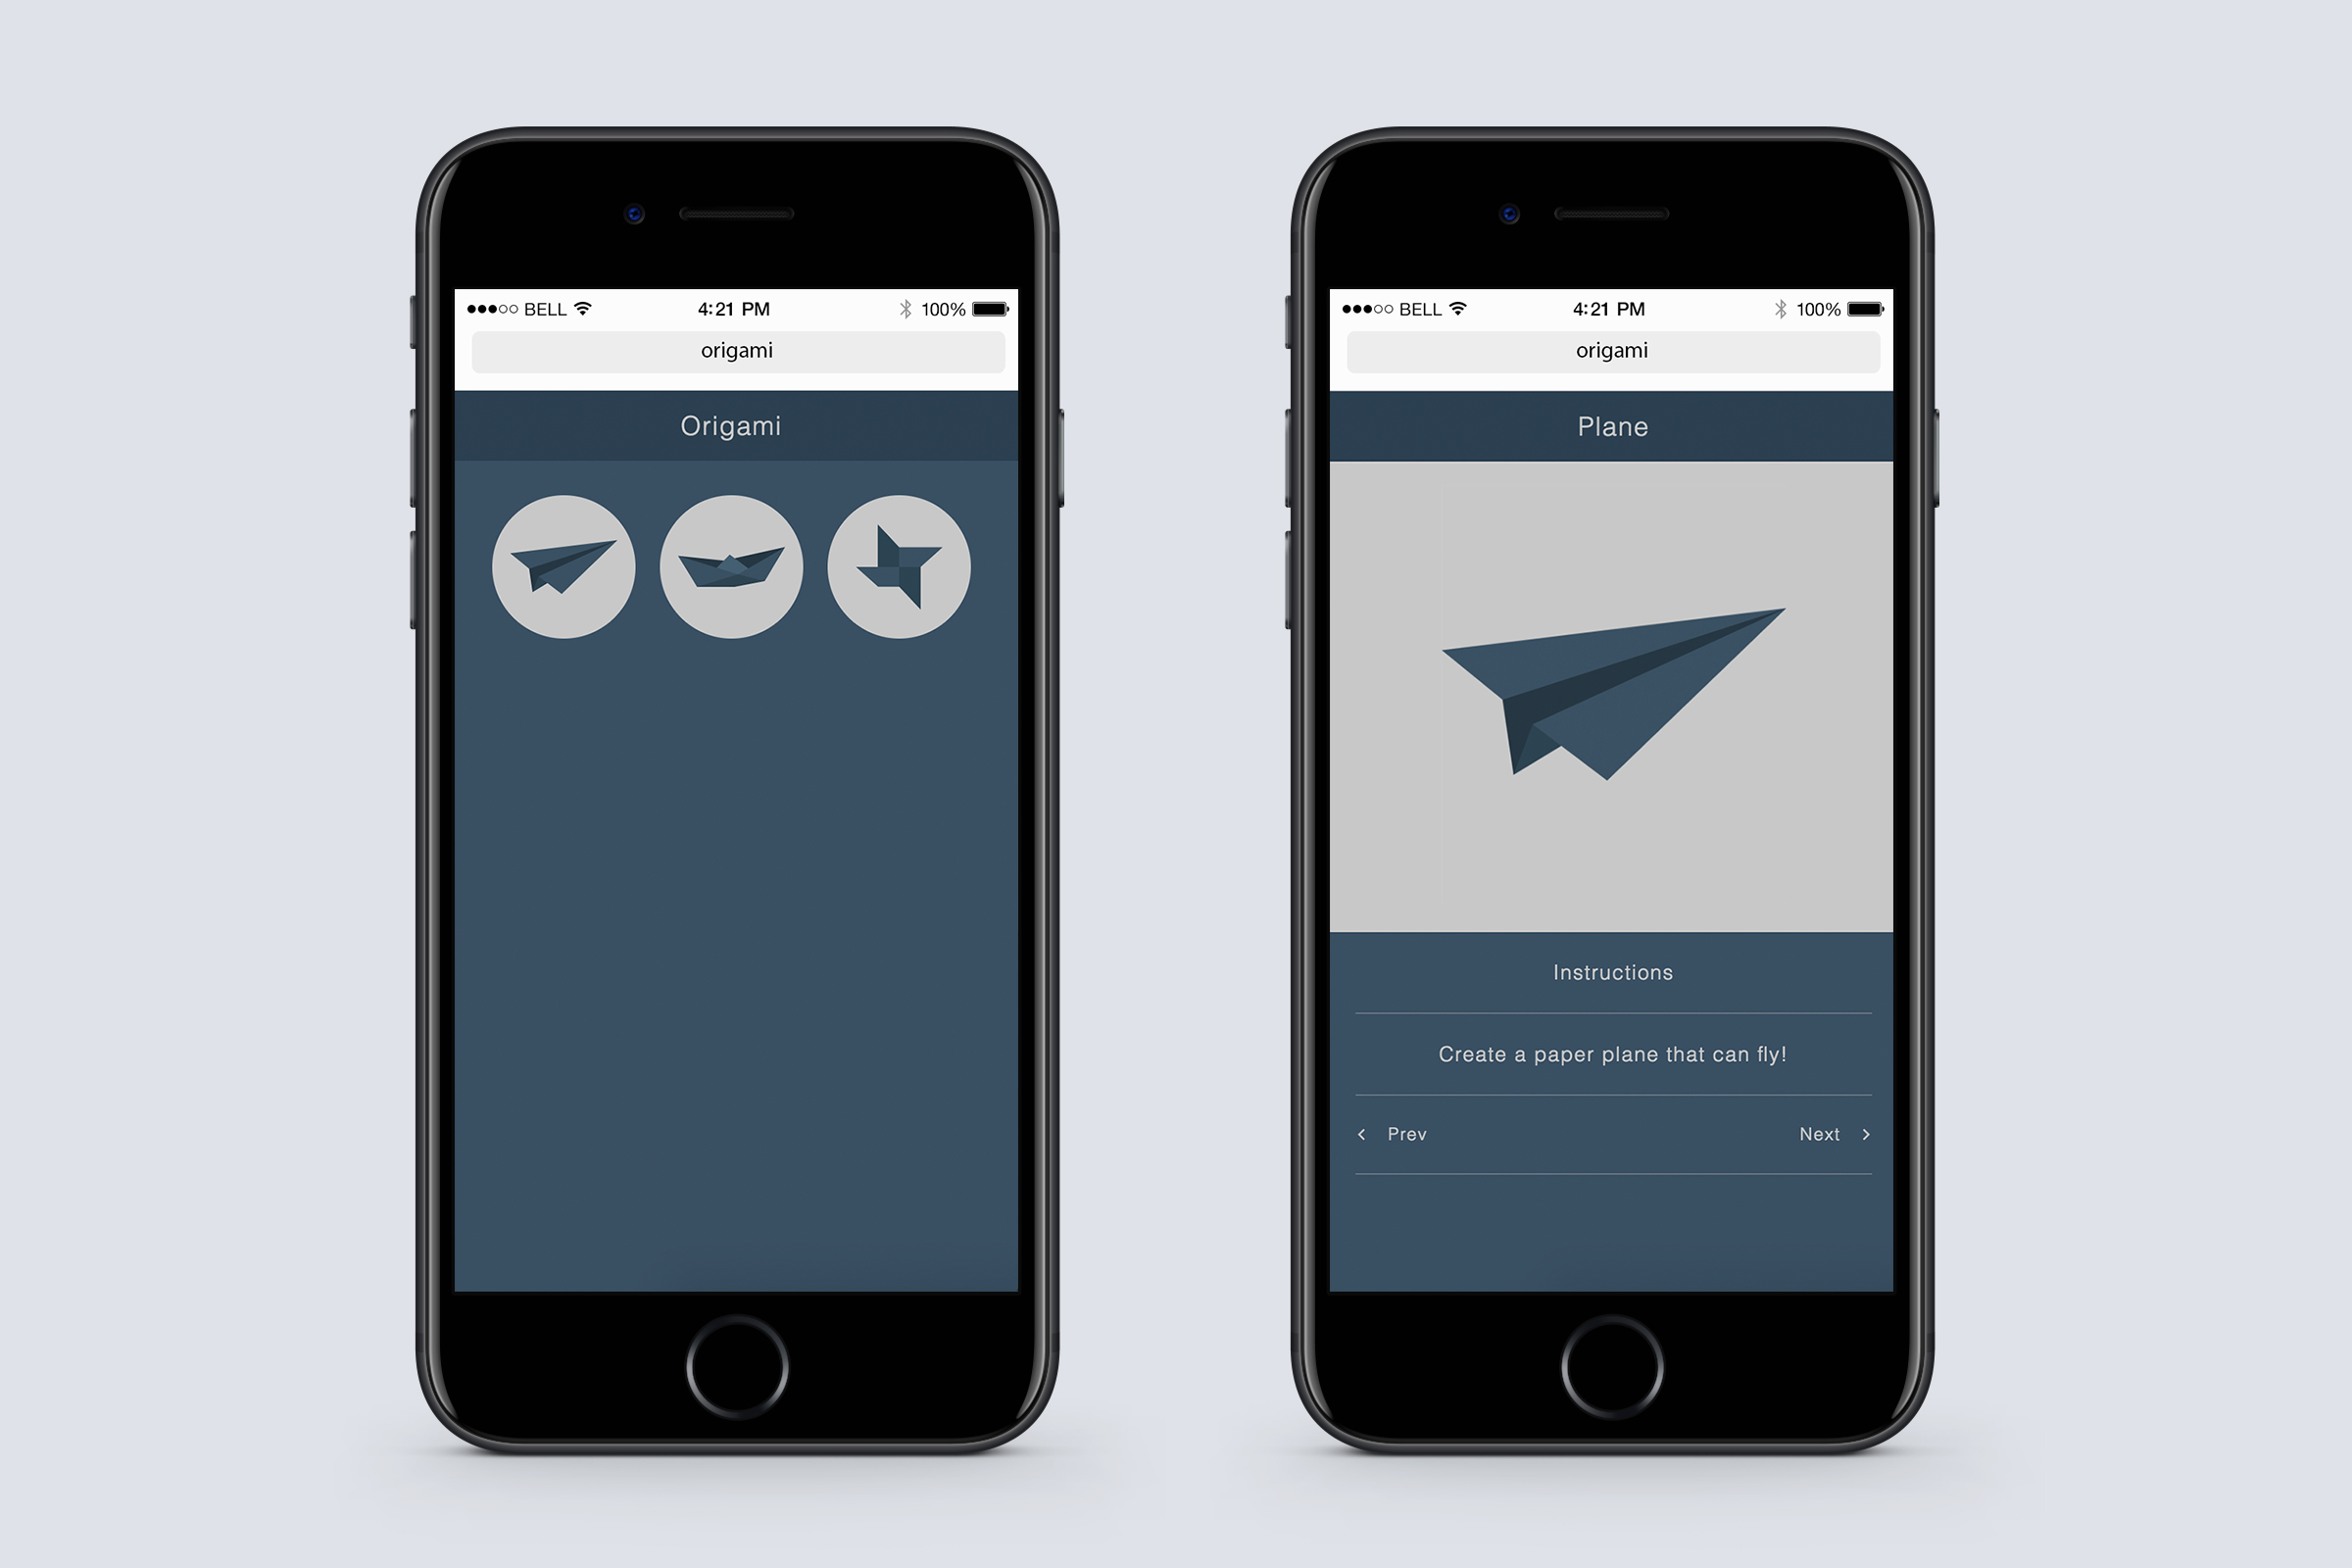 BELL 4:21 PM 100%
origami
Origami
BELL 4:21 PM 100%
origami
Plane
Instructions
Create a paper plane that can fly!
Prev Next